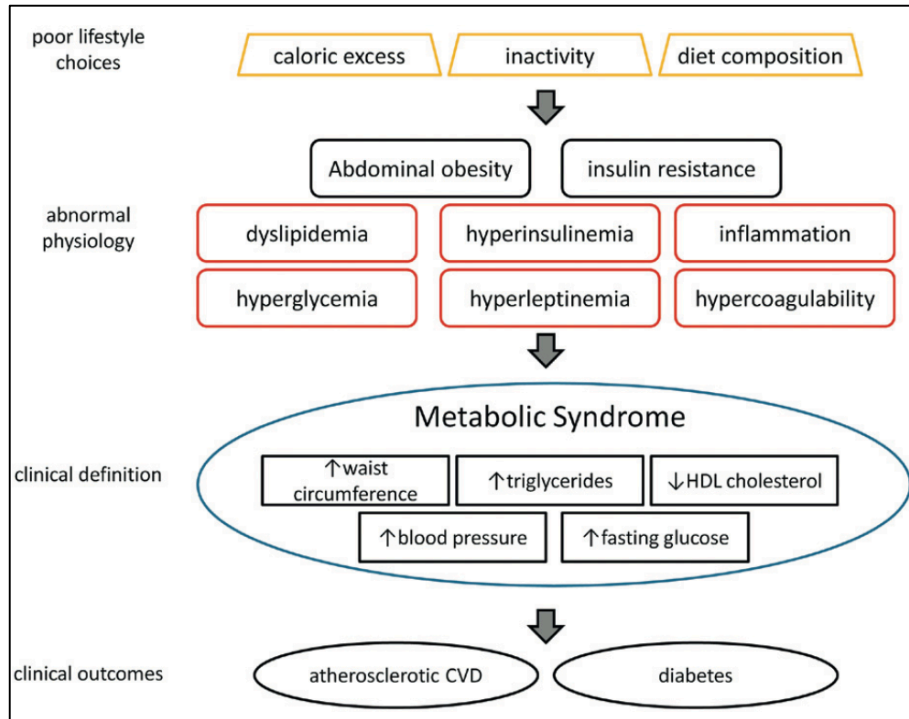 poor lifestyle
choices
caloric excess
inactivity
diet composition
Abdominal obesity
insulin resistance
abnormal
physiology
dyslipidemia
hyperinsulinemia
inflammation
hyperglycemia
hyperleptinemia
hypercoagulability
Metabolic Syndrome
clinical definition
↑waist
circumference
↑triglycerides
↓HDL cholesterol
↑blood pressure
↑fasting glucose
clinical outcomes
atherosclerotic CVD
diabetes